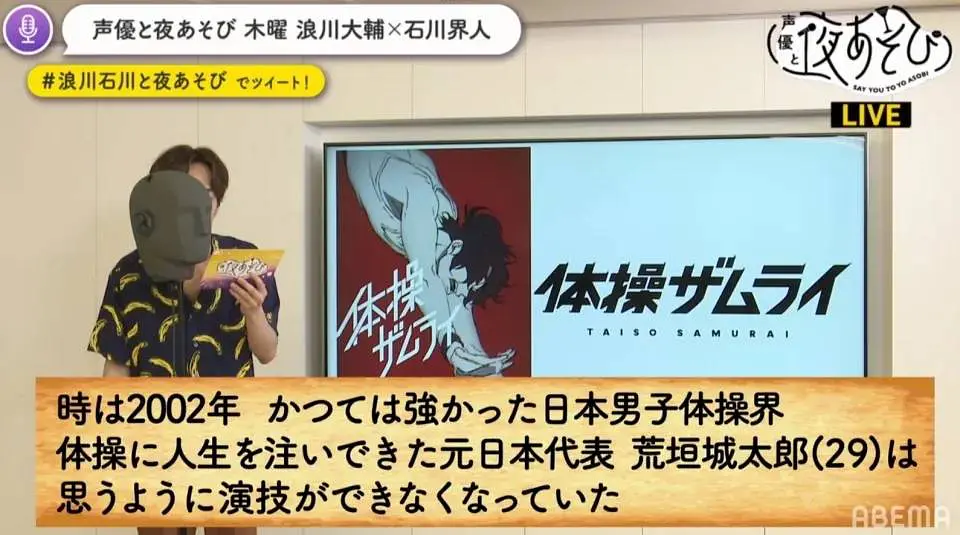 声優と夜あそび 木曜 浪川大輔×石川界人
#浪川石川と夜あそび でツイート!
声優と
夜あそび
SAY YOU TO YO ASOBI
LIVE
夜あそび
体操
ザムライ
体操ザムライ
TAISO SAMURAI
時は2002年 かつては強かった日本男子体操界
体操に人生を注いできた元日本代表 荒垣城太郎(29)は
思うように演技ができなくなっていた
ABEMA